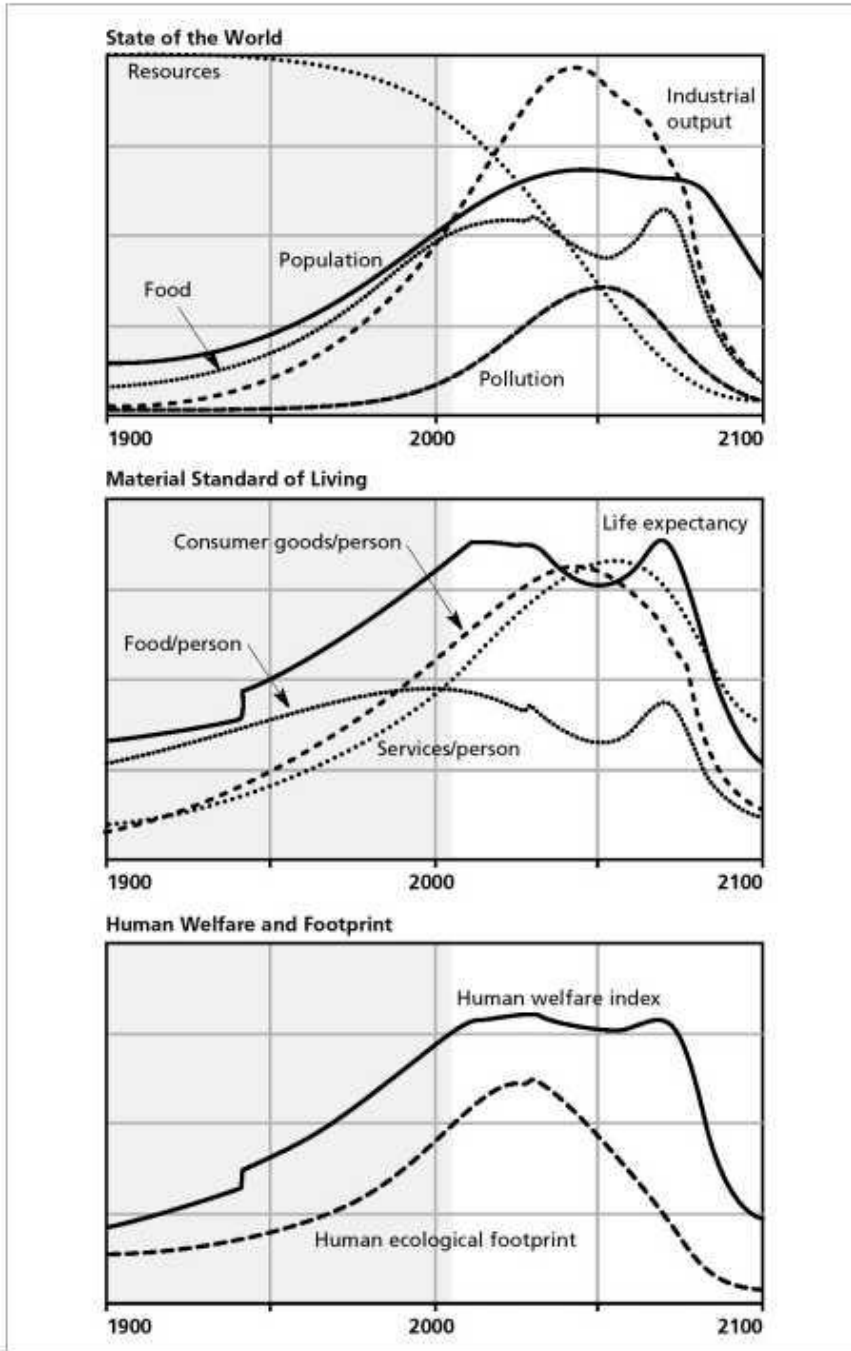 State of the World
Resources
Industrial
output
Population
Food
Pollution
1900 2000 2100
Material Standard of Living
Life expectancy
Consumer goods/person
Food/person
Services/person
1900 2000 2100
Human Welfare and Footprint
Human welfare index
Human ecological footprint
1900 2000 2100